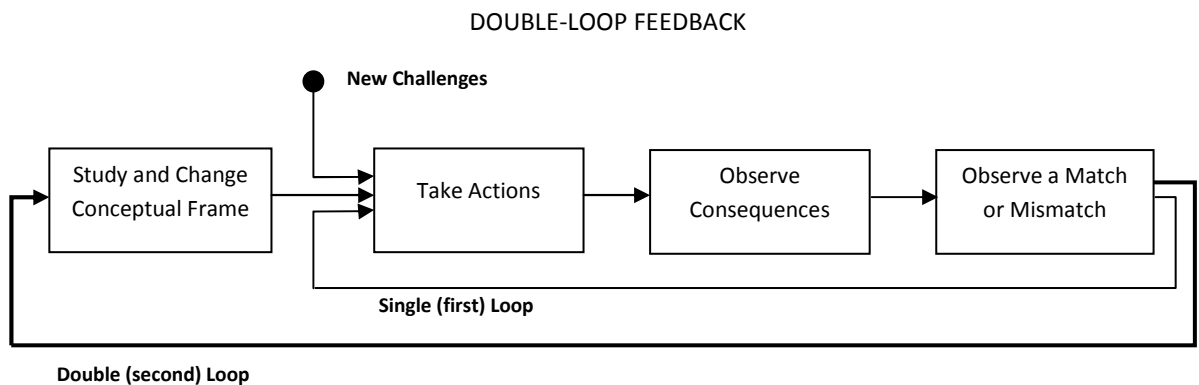 DOUBLE-LOOP FEEDBACK
New Challenges
Study and Change
Conceptual Frame
Take Actions
Observe
Consequences
Observe a Match
or Mismatch
Single (first) Loop
Double (second) Loop